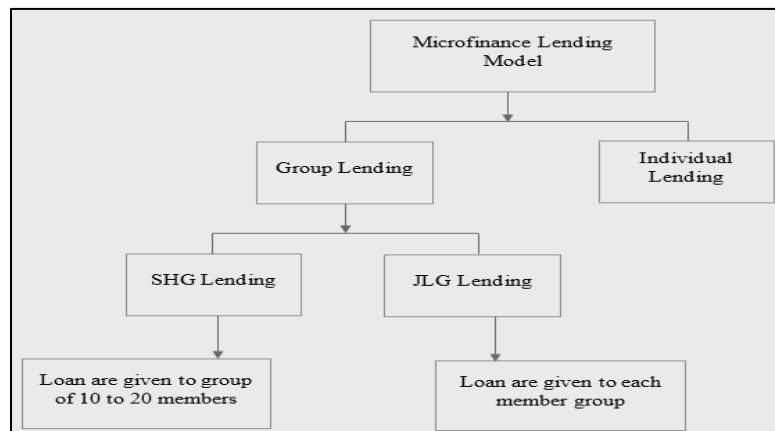 Microfinance Lending
Model
Group Lending
Individual
Lending
SHG Lending
JLG Lending
Loan are given to group
of 10 to 20 members
Loan are given to each
member group